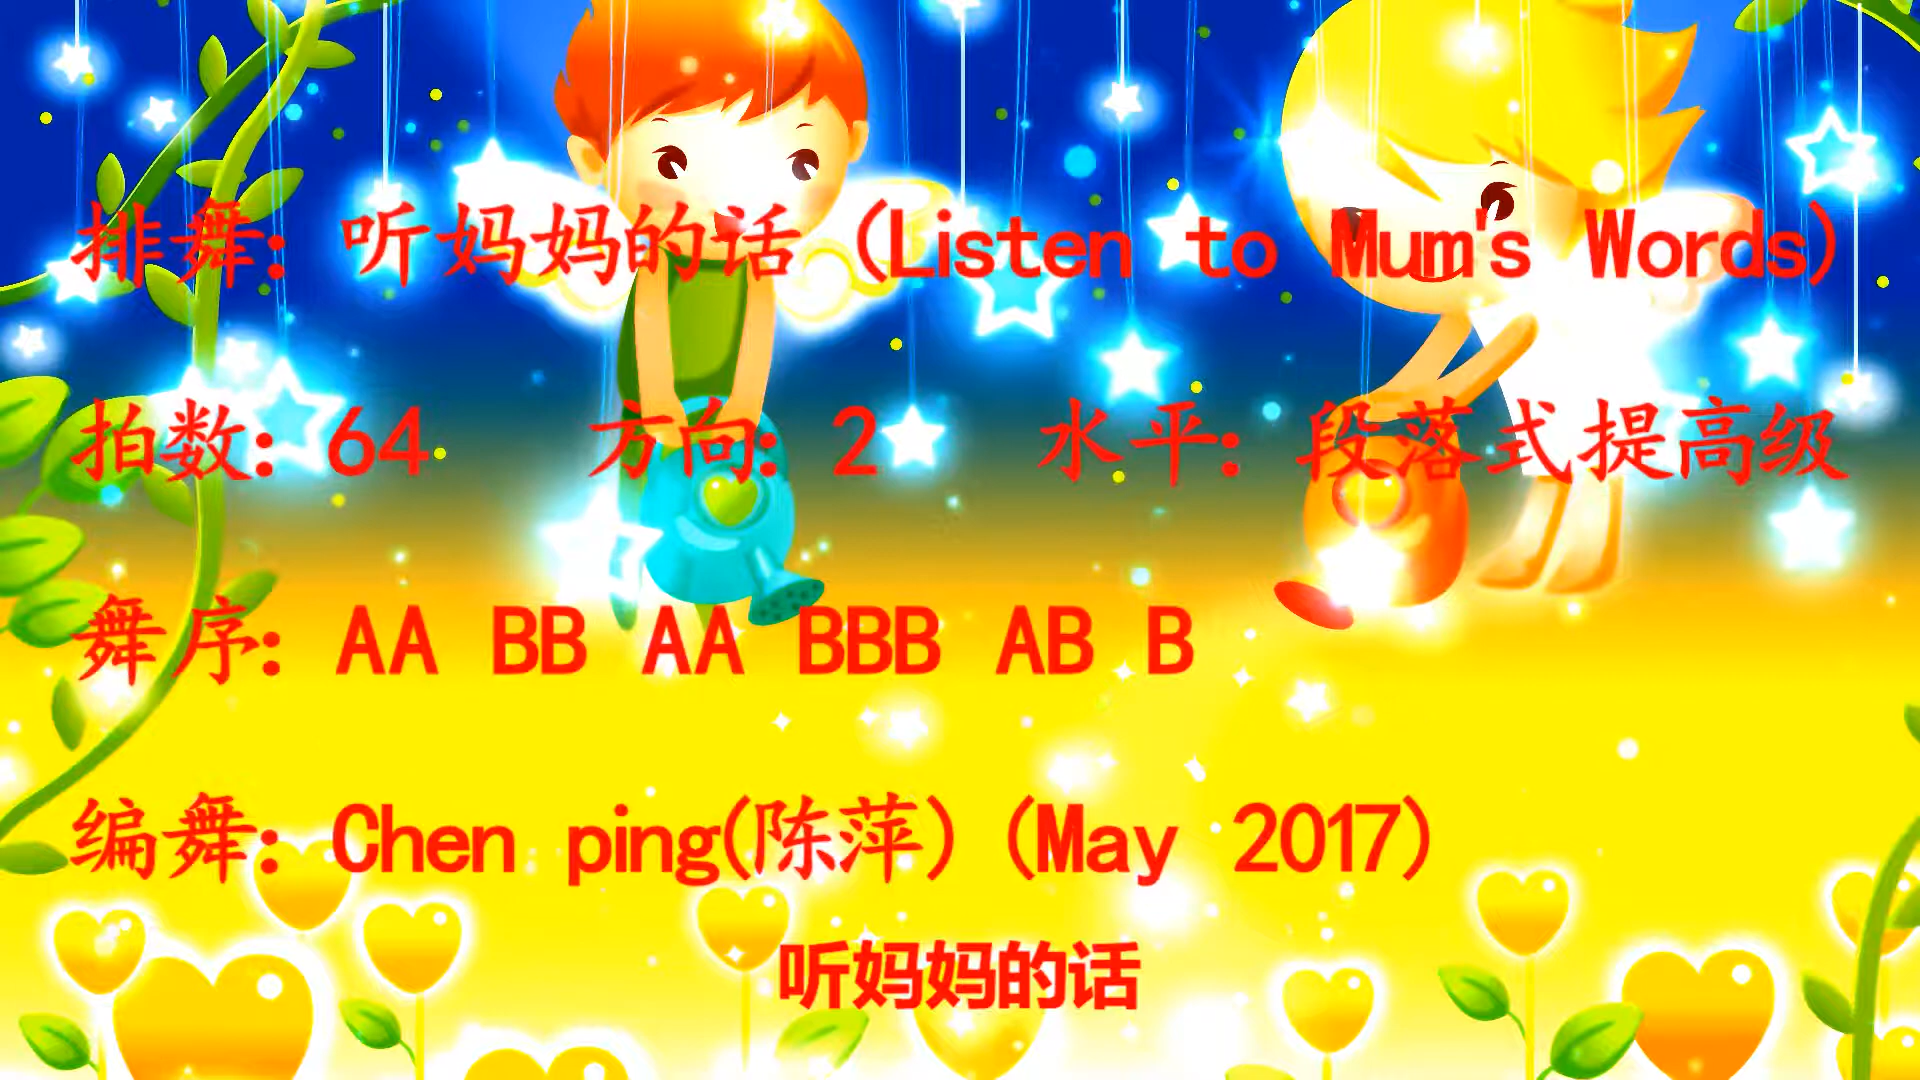 排舞: 听妈妈的话 (Listen to Mum's Words)
拍数: 64 方向: 2 水平: 段落式提高级
舞序: AA BB AA BBB AB B
编舞: Chen ping(陈萍) (May 2017)
听妈妈的话